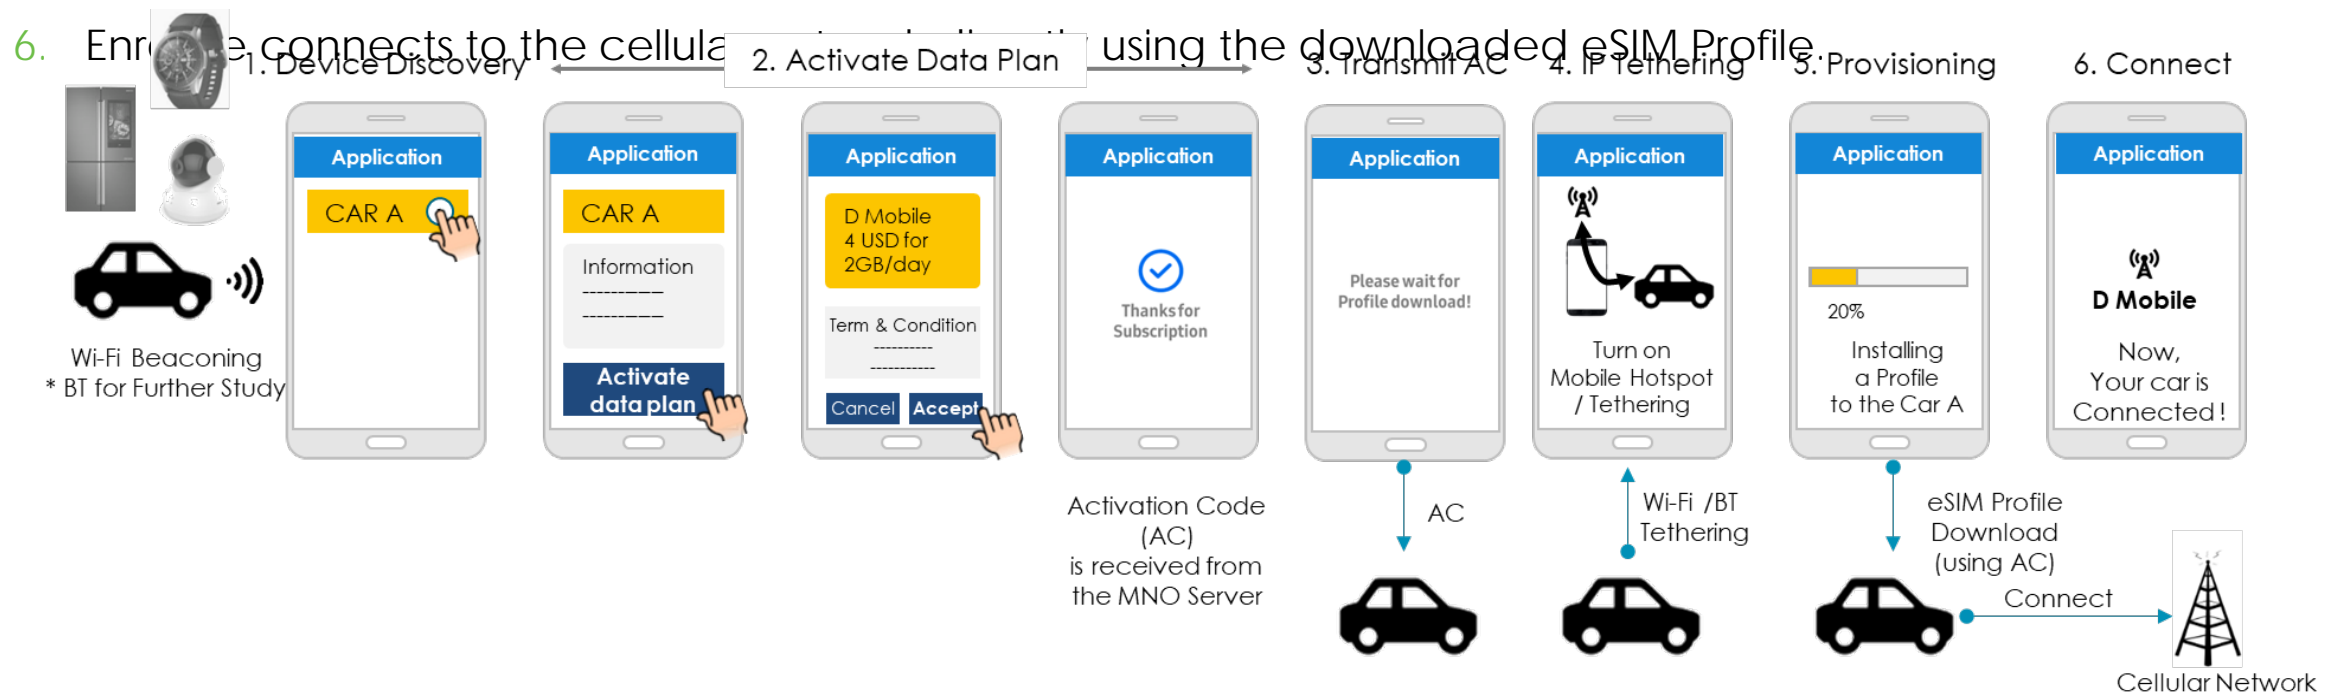 6. e connects to the cellula using the downloaded eSIM Profile.
1. Device Discovery
2. Activate Data Plan
3. Transmit AC
4. IP Tethering
5. Provisioning
6. Connect
Wi-Fi Beaconing
* BT for Further Study
Application
CAR A
Application
CAR A
Information
----------------
----------------
Activate
data plan
Application
D Mobile
4 USD for
2GB/day
Term & Condition
----------
-----------
Cancel
Accept
Application
Thanks for
Subscription
Activation Code
(AC)
is received from
the MNO Server
Application
Please wait for
Profile download!
AC
Application
Turn on
Mobile Hotspot
/ Tethering
Wi-Fi /BT
Tethering
Application
20%
Installing
a Profile
to the Car A
eSIM Profile
Download
(using AC)
Connect
Application
D Mobile
Now,
Your car is
Connected !
Cellular Network